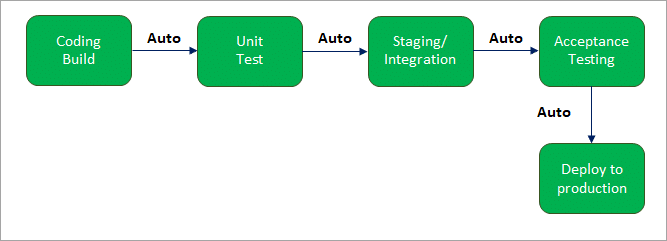 Coding
Build
Auto
Unit
Test
Auto
Staging/
Integration
Auto
Acceptance
Testing
Auto
Deploy to
production